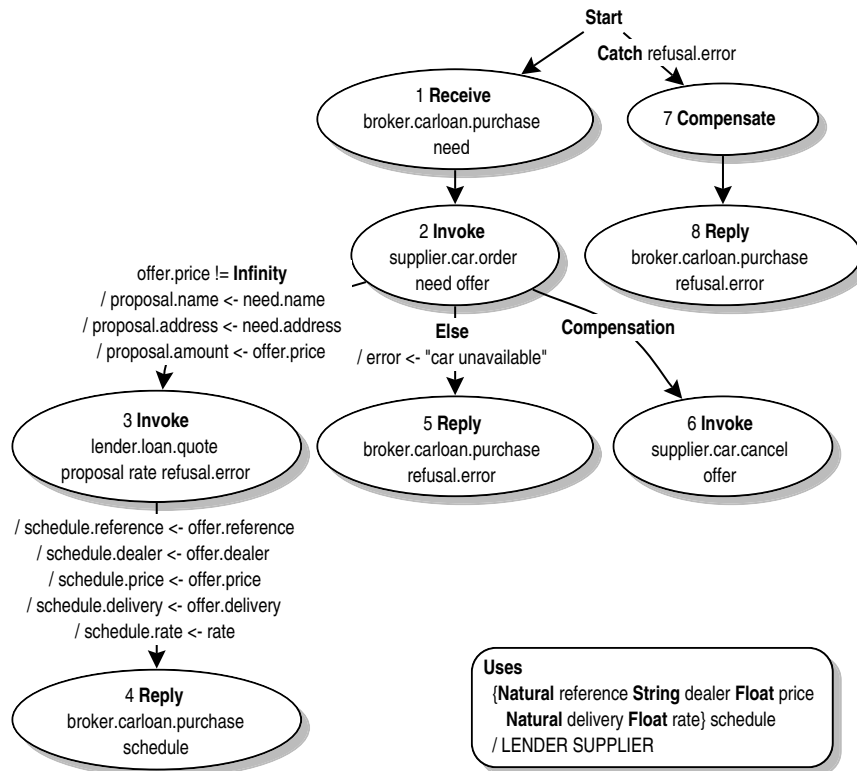 Start
Catch refusal.error
1 Receive
broker.carloan.purchase
need
7 Compensate
2 Invoke
supplier.car.order
need offer
8 Reply
broker.carloan.purchase
refusal.error
offer.price != Infinity
/ proposal.name <- need.name
/ proposal.address <- need.address
/ proposal.amount <- offer.price
Else
/ error <- "car unavailable"
Compensation
3 Invoke
lender.loan.quote
proposal rate refusal.error
5 Reply
broker.carloan.purchase
refusal.error
6 Invoke
supplier.car.cancel
offer
/ schedule.reference <- offer.reference
/ schedule.dealer <- offer.dealer
/ schedule.price <- offer.price
/ schedule.delivery <- offer.delivery
/ schedule.rate <- rate
4 Reply
broker.carloan.purchase
schedule
Uses
{Natural reference String dealer Float price
Natural delivery Float rate} schedule
/ LENDER SUPPLIER